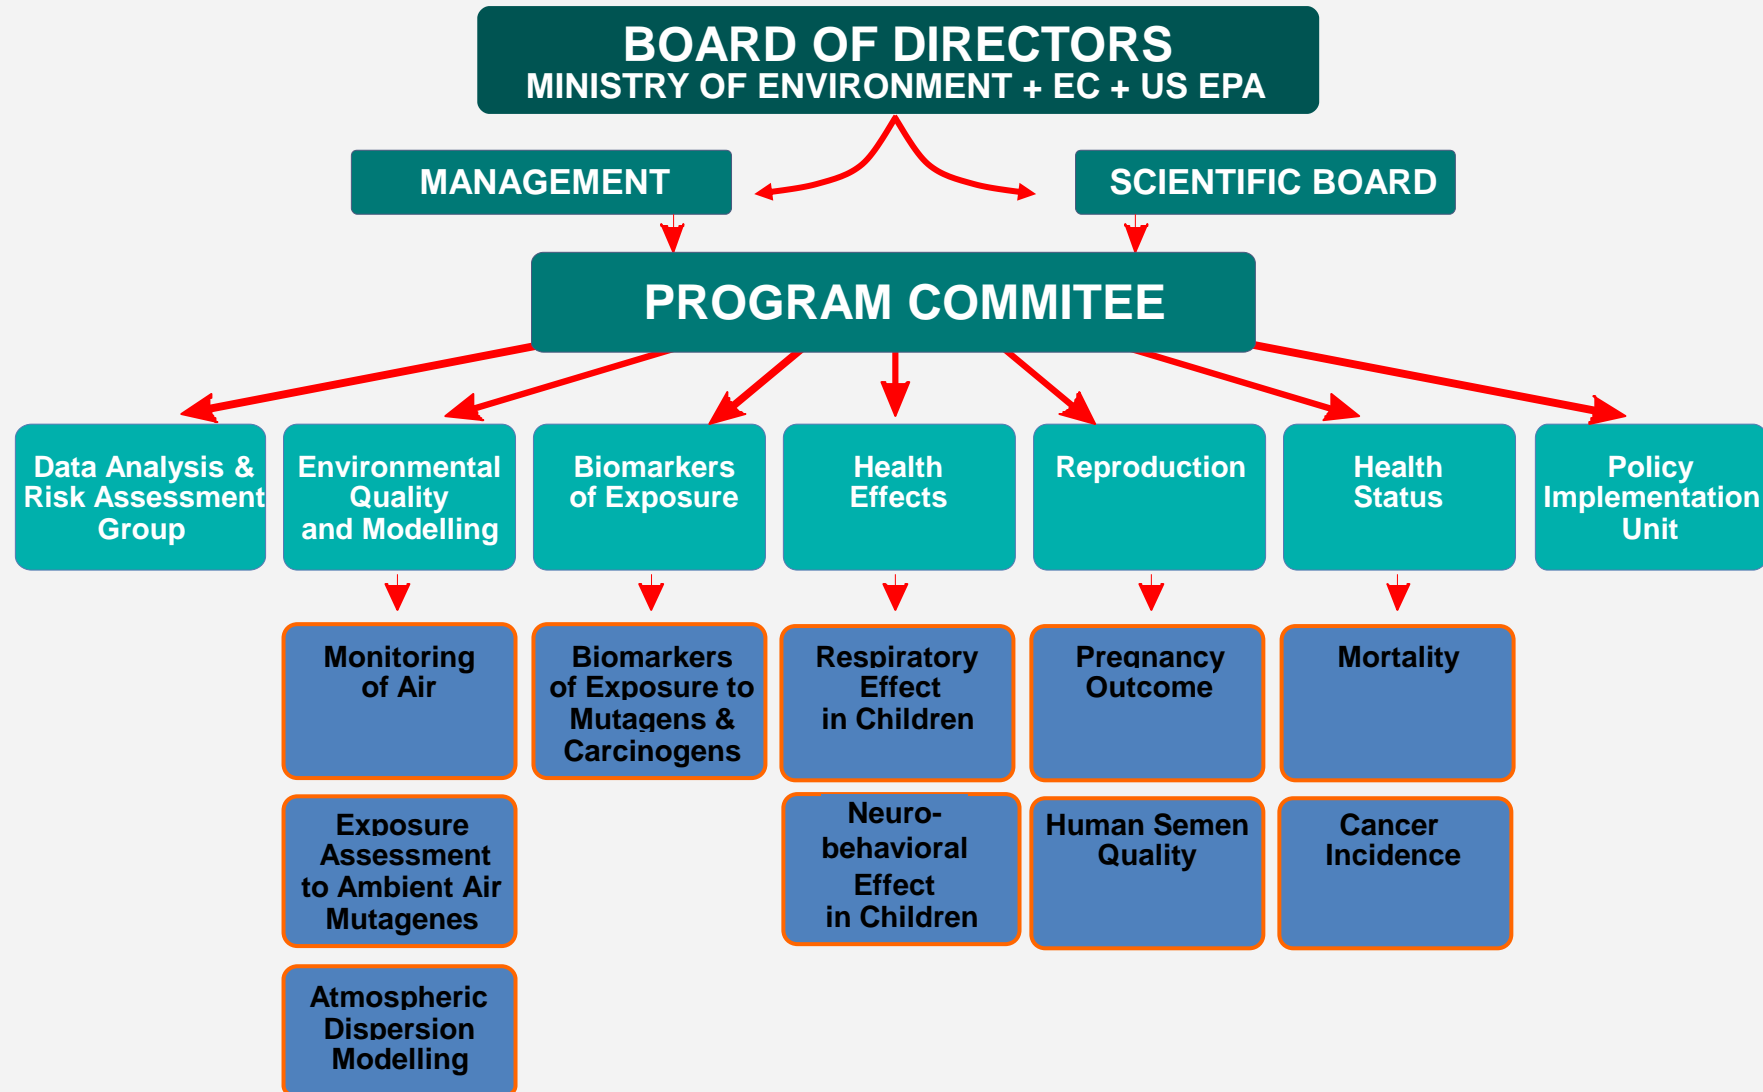 BOARD OF DIRECTORS
MINISTRY OF ENVIRONMENT + EC + US EPA
MANAGEMENT
SCIENTIFIC BOARD
PROGRAM COMMITEE
Data Analysis &
Risk Assessment
Group
Environmental
Quality
and Modelling
Biomarkers
of Exposure
Health
Effects
Reproduction
Health
Status
Policy
Implementation
Unit
Monitoring
of Air
Biomarkers
of Exposure to
Mutagens &
Carcinogens
Respiratory
Effect
in Children
Pregnancy
Outcome
Mortality
Exposure
Assessment
to Ambient Air
Mutagenes
Neuro-
behavioral
Effect
in Children
Human Semen
Quality
Cancer
Incidence
Atmospheric
Dispersion
Modelling